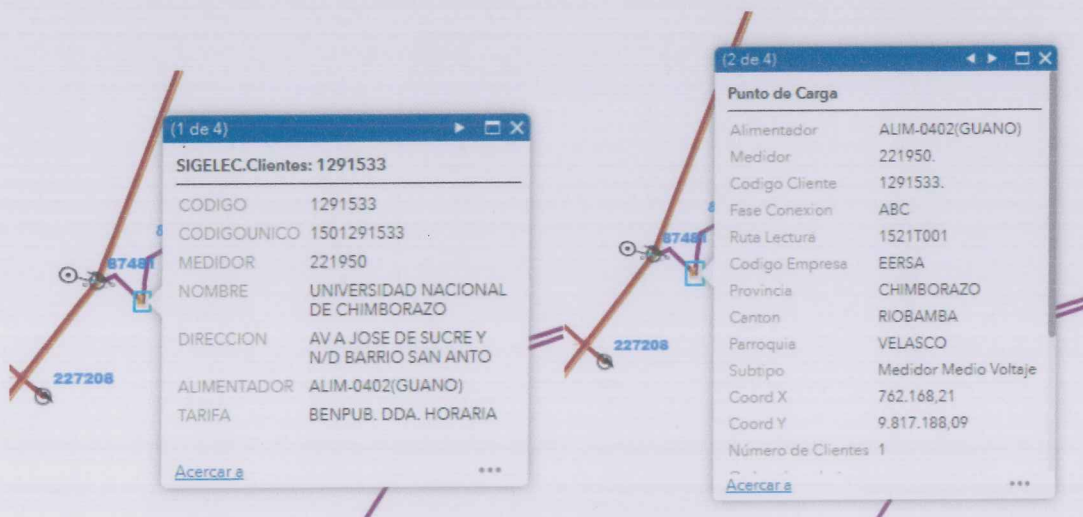 (1 de 4)
SIGELEC.Clientes: 1291533
CODIGO 1291533
CODIGOUNICO 1501291533
MEDIDOR 221950
NOMBRE UNIVERSIDAD NACIONAL
DE CHIMBORAZO
DIRECCION AV A JOSE DE SUCRE Y
N/D BARRIO SAN ANTO
ALIMENTADOR ALIM-0402(GUANO)
TARIFA BENPUB. DDA. HORARIA
Acercar a
8
87481
227208
(2 de 4)
Punto de Carga
Alimentador ALIM-0402(GUANO)
Medidor 221950.
Codigo Cliente 1291533.
Fase Conexion ABC
Ruta Lectura 1521T001
Codigo Empresa EERSA
Provincia CHIMBORAZO
Canton RIOBAMBA
Parroquia VELASCO
Subtipo Medidor Medio Voltaje
Coord X 762.168,21
Coord Y 9.817.188,09
Número de Clientes 1
Acercar a
8
87481
227208